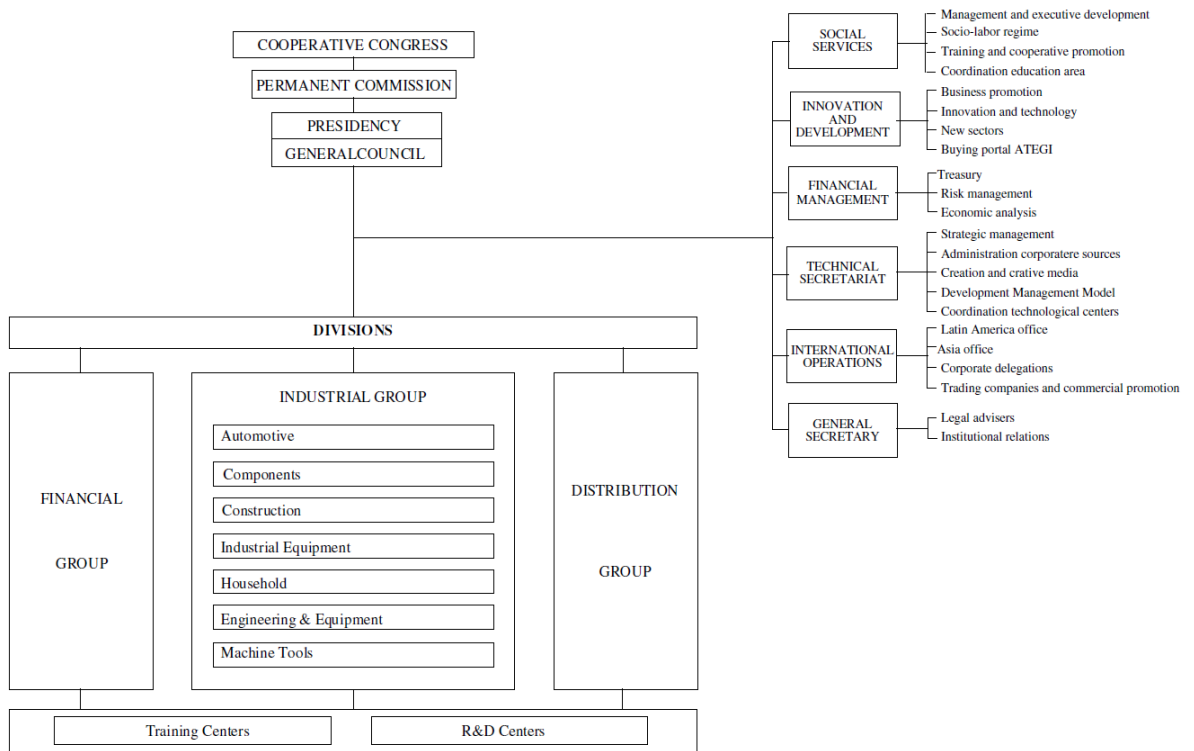 COOPERATIVE CONGRESS
PERMANENT COMMISSION
PRESIDENCY
GENERALCOUNCIL
SOCIAL
SERVICES
Management and executive development
Socio-labor regime
Training and cooperative promotion
Coordination education area
INNOVATION
AND
DEVELOPMENT
Business promotion
Innovation and technology
New sectors
Buying portal ATEGI
FINANCIAL
MANAGEMENT
Treasury
Risk management
Economic analysis
TECHNICAL
SECRETARIAT
Strategic management
Administration corporatere sources
Creation and crative media
Development Management Model
Coordination technological centers
INTERNATIONAL
OPERATIONS
Latin America office
Asia office
Corporate delegations
Trading companies and commercial promotion
GENERAL
SECRETARY
Legal advisers
Institutional relations
DIVISIONS
FINANCIAL
GROUP
INDUSTRIAL GROUP
Automotive
Components
Construction
Industrial Equipment
Household
Engineering & Equipment
Machine Tools
DISTRIBUTION
GROUP
Training Centers
R&D Centers